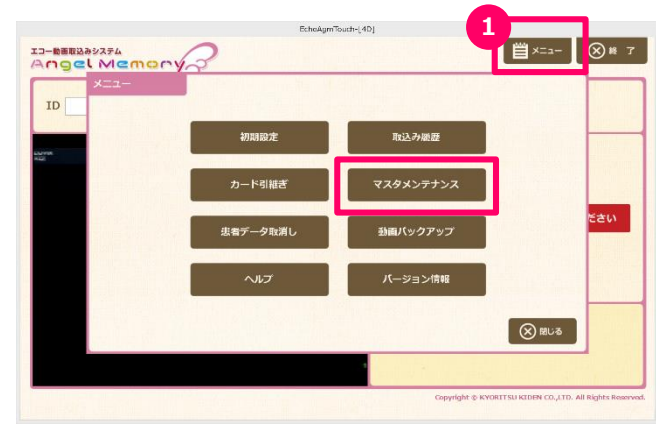 EchoAgmTouch-[4D]
1
エコー動画取込みシステム
Angel Memory
メニュー
終 了
メニュー
ID
初期設定
取込み履歴
カード引継ぎ
マスタメンテナンス
ださい
患者データ取消し
動画バックアップ
ヘルプ
バージョン情報
閉じる
Copyright © KYORITSU KIDEN CO.,LTD. All Rights Reserved.